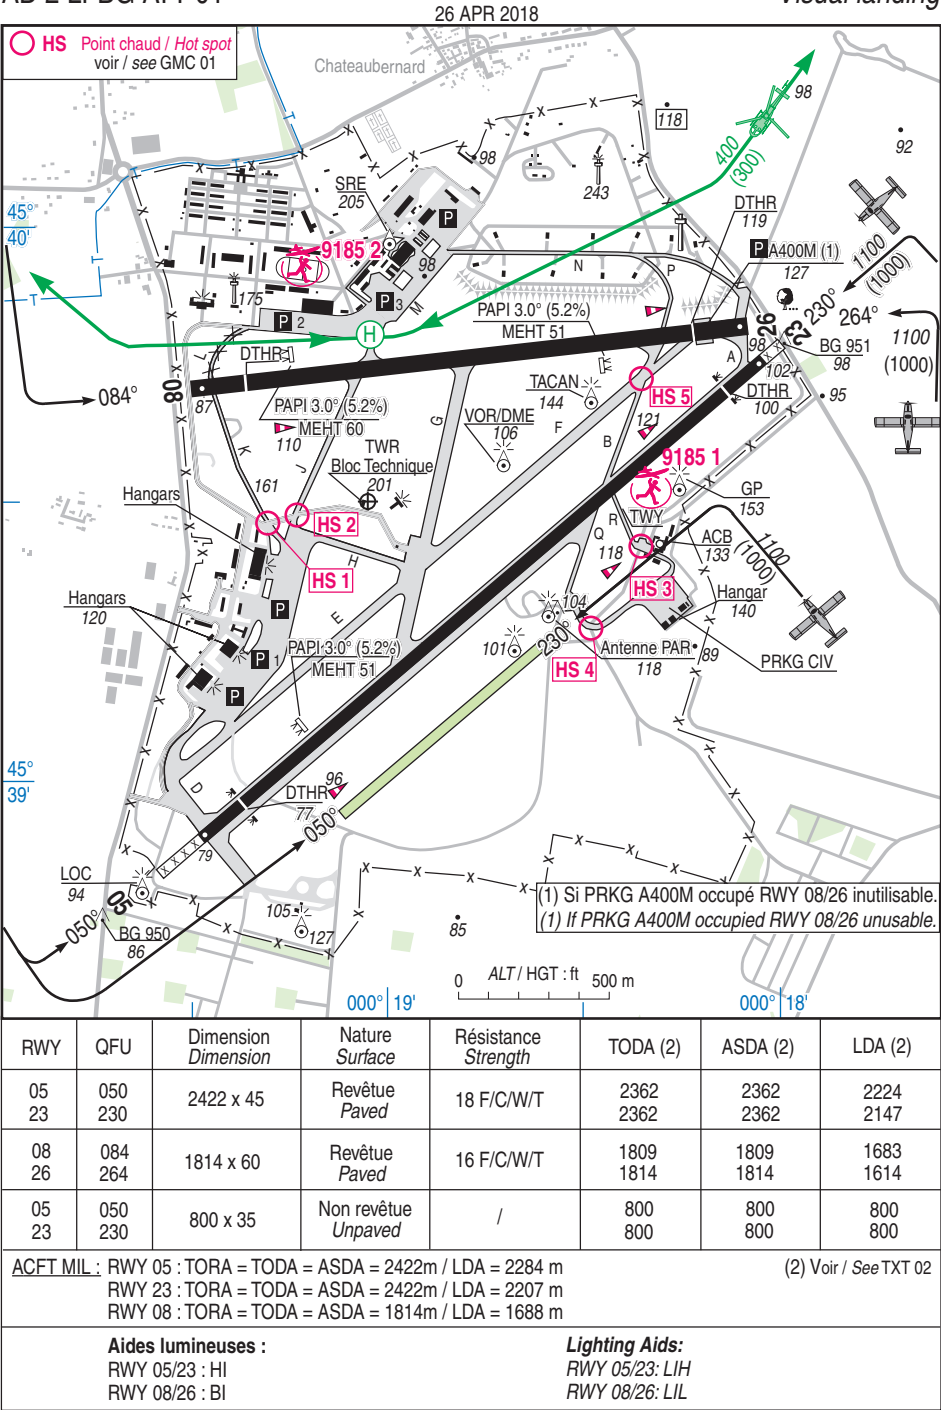 26 APR 2018
HS Point chaud / Hot spot
voir / see GMC 01
Chateaubernard
98
118
92
400
(300)
98
243
SRE
205
P
45°
40'
DTHR
119
P A400M (1)
127
1100
(1000)
9185 2
98
N
P
175
P 3
M
PAPI 3.0° (5.2%)
MEHT 51
P 2
H
26
23
230°
264°
1100
(1000)
98
BG 951
98
DTHR
J
A
102
DTHR
100
95
084°
08
87
TACAN
144
HS 5
PAPI 3.0° (5.2%)
MEHT 60
110
G
VOR/DME
106
F
B
121
TWR
Bloc Technique
201
K
J
9185 1
Hangars
161
GP
153
TWY
HS 2
R
Q
118
ACB
133
1100
(1000)
HS 1
H
HS 3
Hangar
140
Hangars
120
P
E
104
230°
101
Antenne PAR
118
89
PRKG CIV
P 1
PAPI 3.0° (5.2%)
MEHT 51
HS 4
P
45°
39'
D
DTHR
77
96
050°
79
LOC
94
05
050°
BG 950
86
105
127
85
(1) Si PRKG A400M occupé RWY 08/26 inutilisable.
(1) If PRKG A400M occupied RWY 08/26 unusable.
ALT / HGT : ft
0 500 m
000° 19'
000° 18'
RWY QFU Dimension Nature Résistance TODA (2) ASDA (2) LDA (2)
Dimension Surface Strength
05 050 2422 x 45 Revêtue 18 F/C/W/T 2362 2362 2224
23 230 Paved 2362 2362 2147
08 084 1814 x 60 Revêtue 16 F/C/W/T 1809 1809 1683
26 264 Paved 1814 1814 1614
05 050 800 x 35 Non revêtue / 800 800 800
23 230 Unpaved 800 800 800
ACFT MIL : RWY 05 : TORA = TODA = ASDA = 2422m / LDA = 2284 m (2) Voir / See TXT 02
RWY 23 : TORA = TODA = ASDA = 2422m / LDA = 2207 m
RWY 08 : TORA = TODA = ASDA = 1814m / LDA = 1688 m
Aides lumineuses : Lighting Aids:
RWY 05/23 : HI RWY 05/23: LIH
RWY 08/26 : BI RWY 08/26: LIL